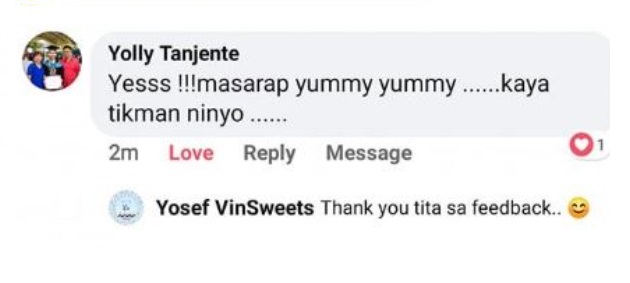 Yolly Tanjente
Yesss !!!masarap yummy yummy ......kaya
tikman ninyo ......
2m Love Reply Message 1
Yosef VinSweets Thank you tita sa feedback.. 😊